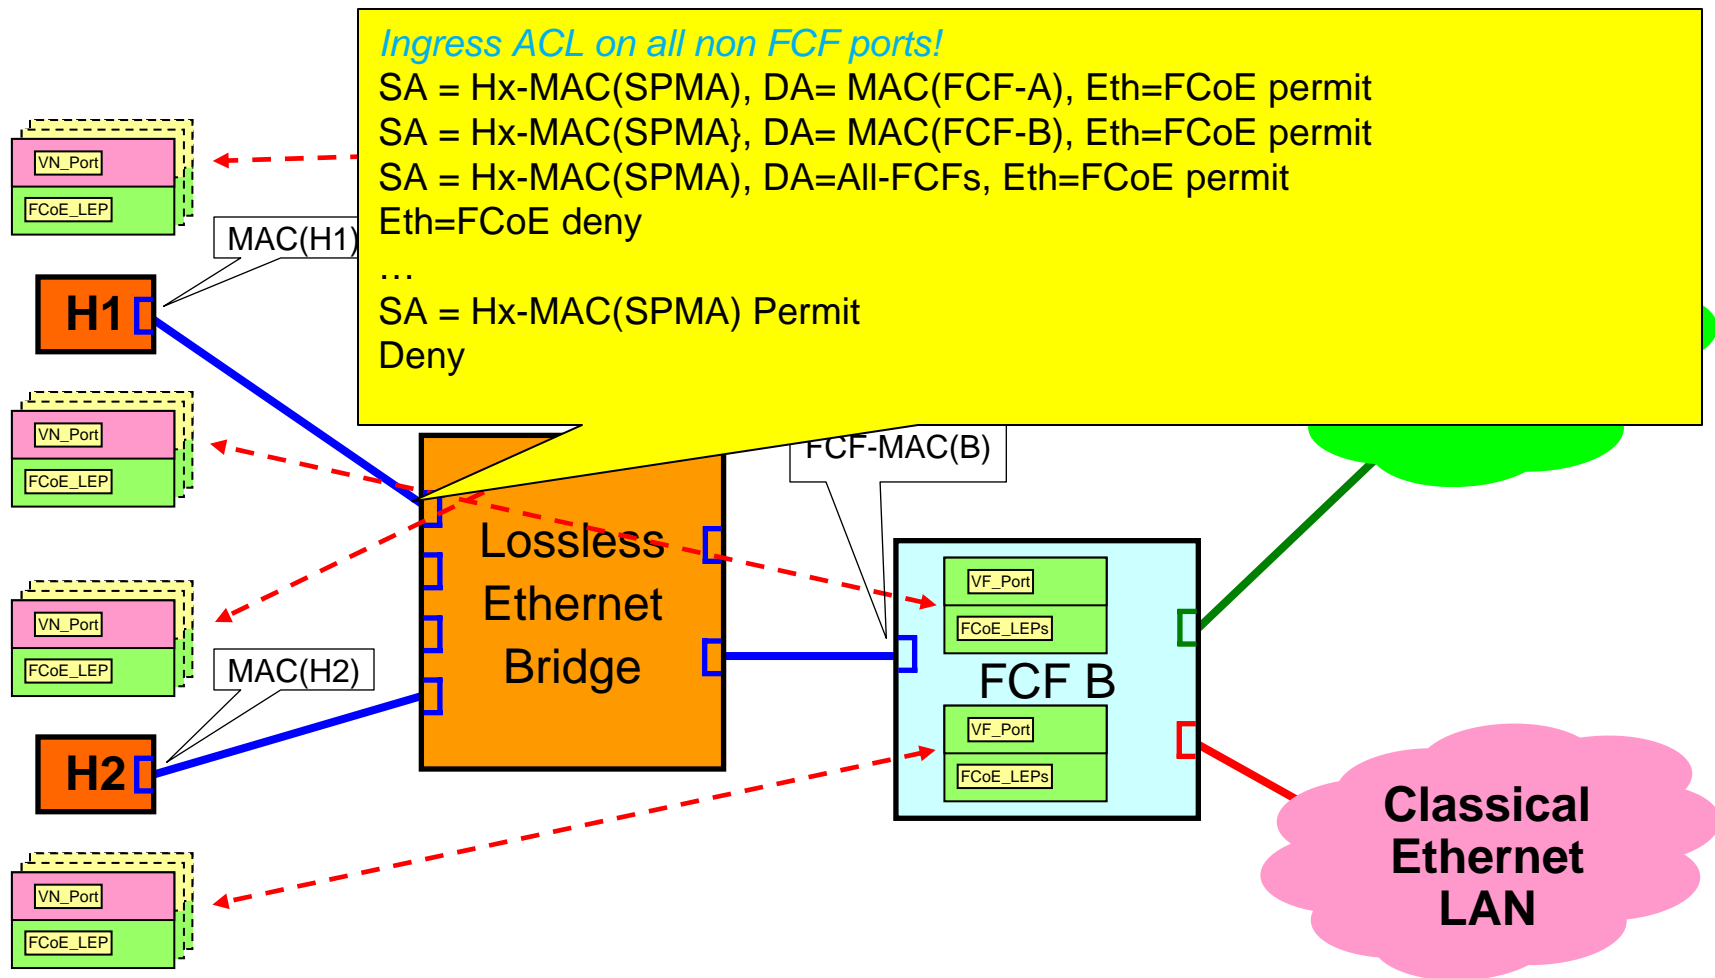 Ingress ACL on all non FCF ports!
SA = Hx-MAC(SPMA), DA= MAC(FCF-A), Eth=FCoE permit
SA = Hx-MAC(SPMA}, DA= MAC(FCF-B), Eth=FCoE permit
SA = Hx-MAC(SPMA), DA=All-FCFs, Eth=FCoE permit
Eth=FCoE deny
…
SA = Hx-MAC(SPMA) Permit
Deny
VN_Port
FCoE_LEP
MAC(H1)
H1
VN_Port
FCoE_LEP
FCF-MAC(B)
Lossless
Ethernet
Bridge
VF_Port
FCoE_LEPs
FCF B
VF_Port
FCoE_LEPs
VN_Port
FCoE_LEP
MAC(H2)
H2
Classical
Ethernet
LAN
VN_Port
FCoE_LEP